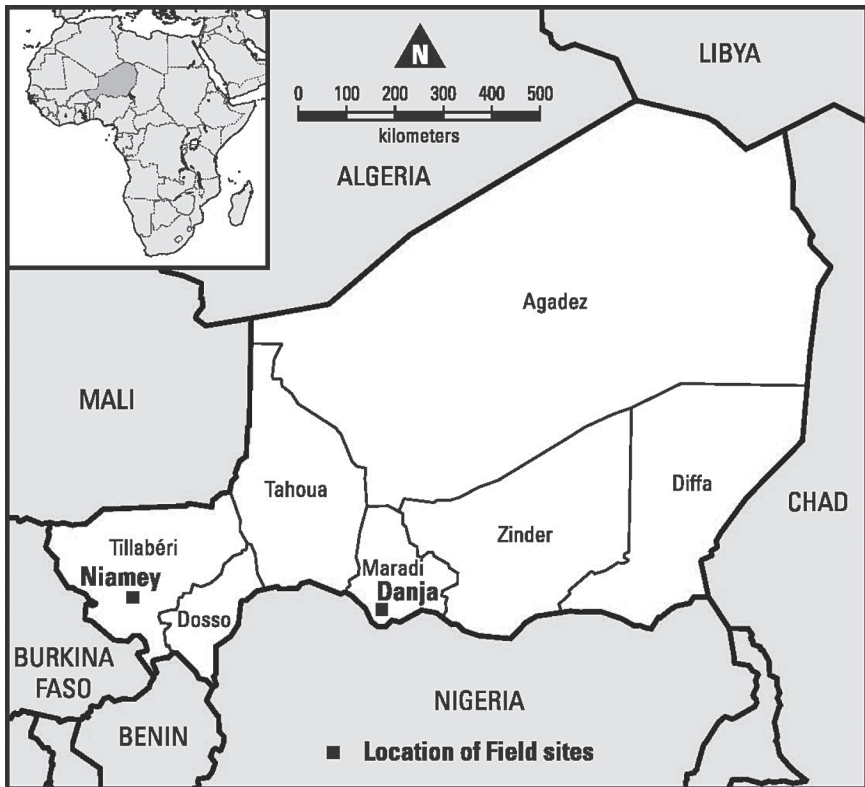 N
LIBYA
0 100 200 300 400 500
kilometers
ALGERIA
Agadez
MALI
Tahoua
Diffa
CHAD
Zinder
Tillabéri
Maradi
Niamey
Danja
Dosso
BURKINA
FASO
NIGERIA
BENIN
Location of Field sites